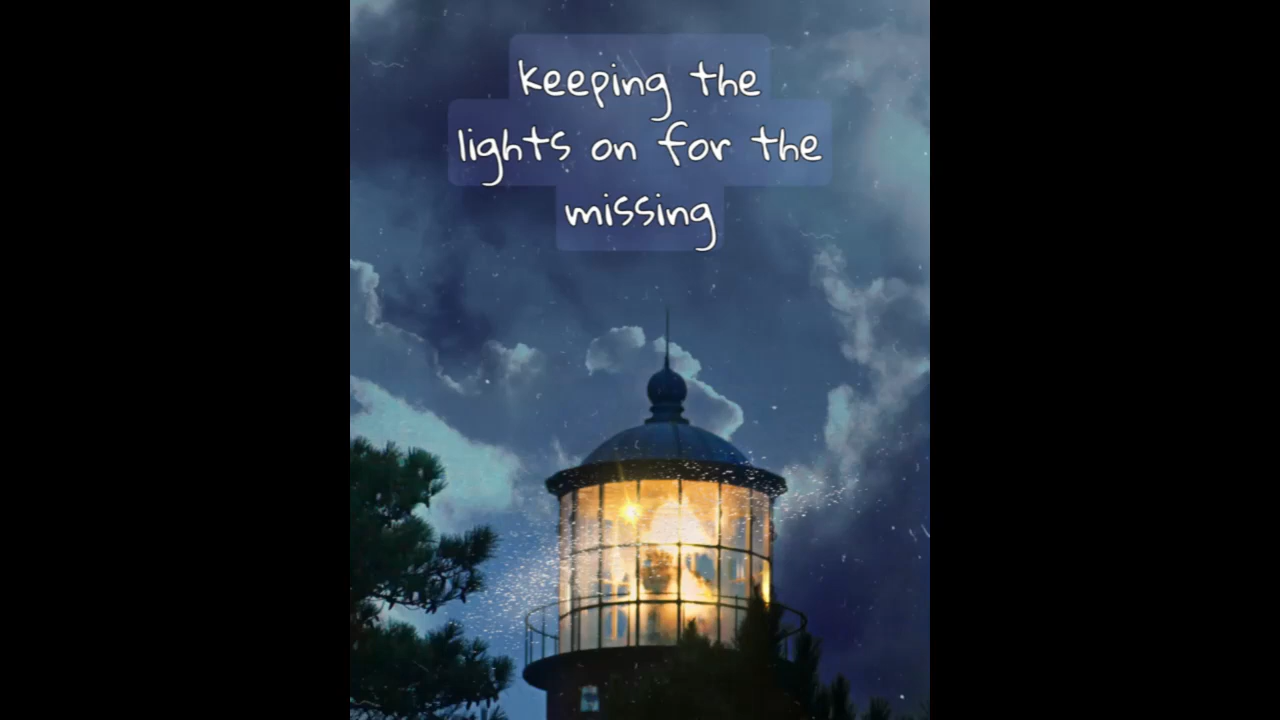 keeping the
lights on for the
missing